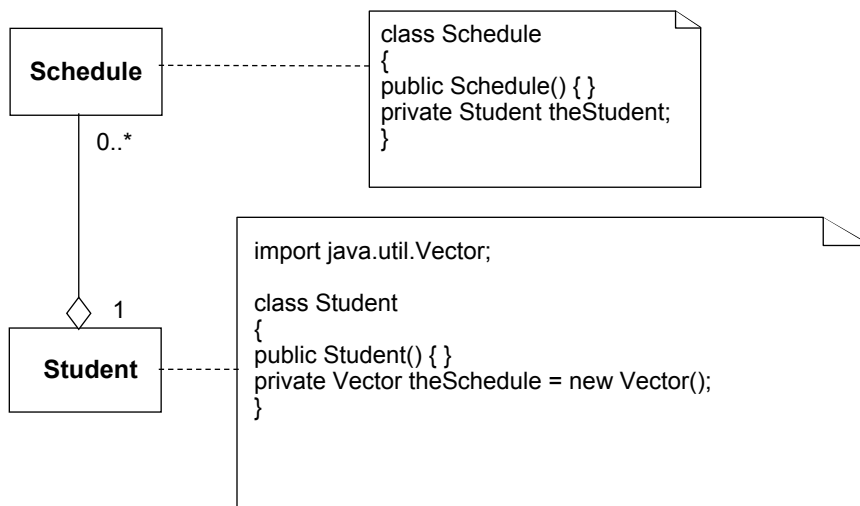 Schedule
class Schedule
{
public Schedule() { }
private Student theStudent;
}
0..*
1
Student
import java.util.Vector;
class Student
{
public Student() { }
private Vector theSchedule = new Vector();
}